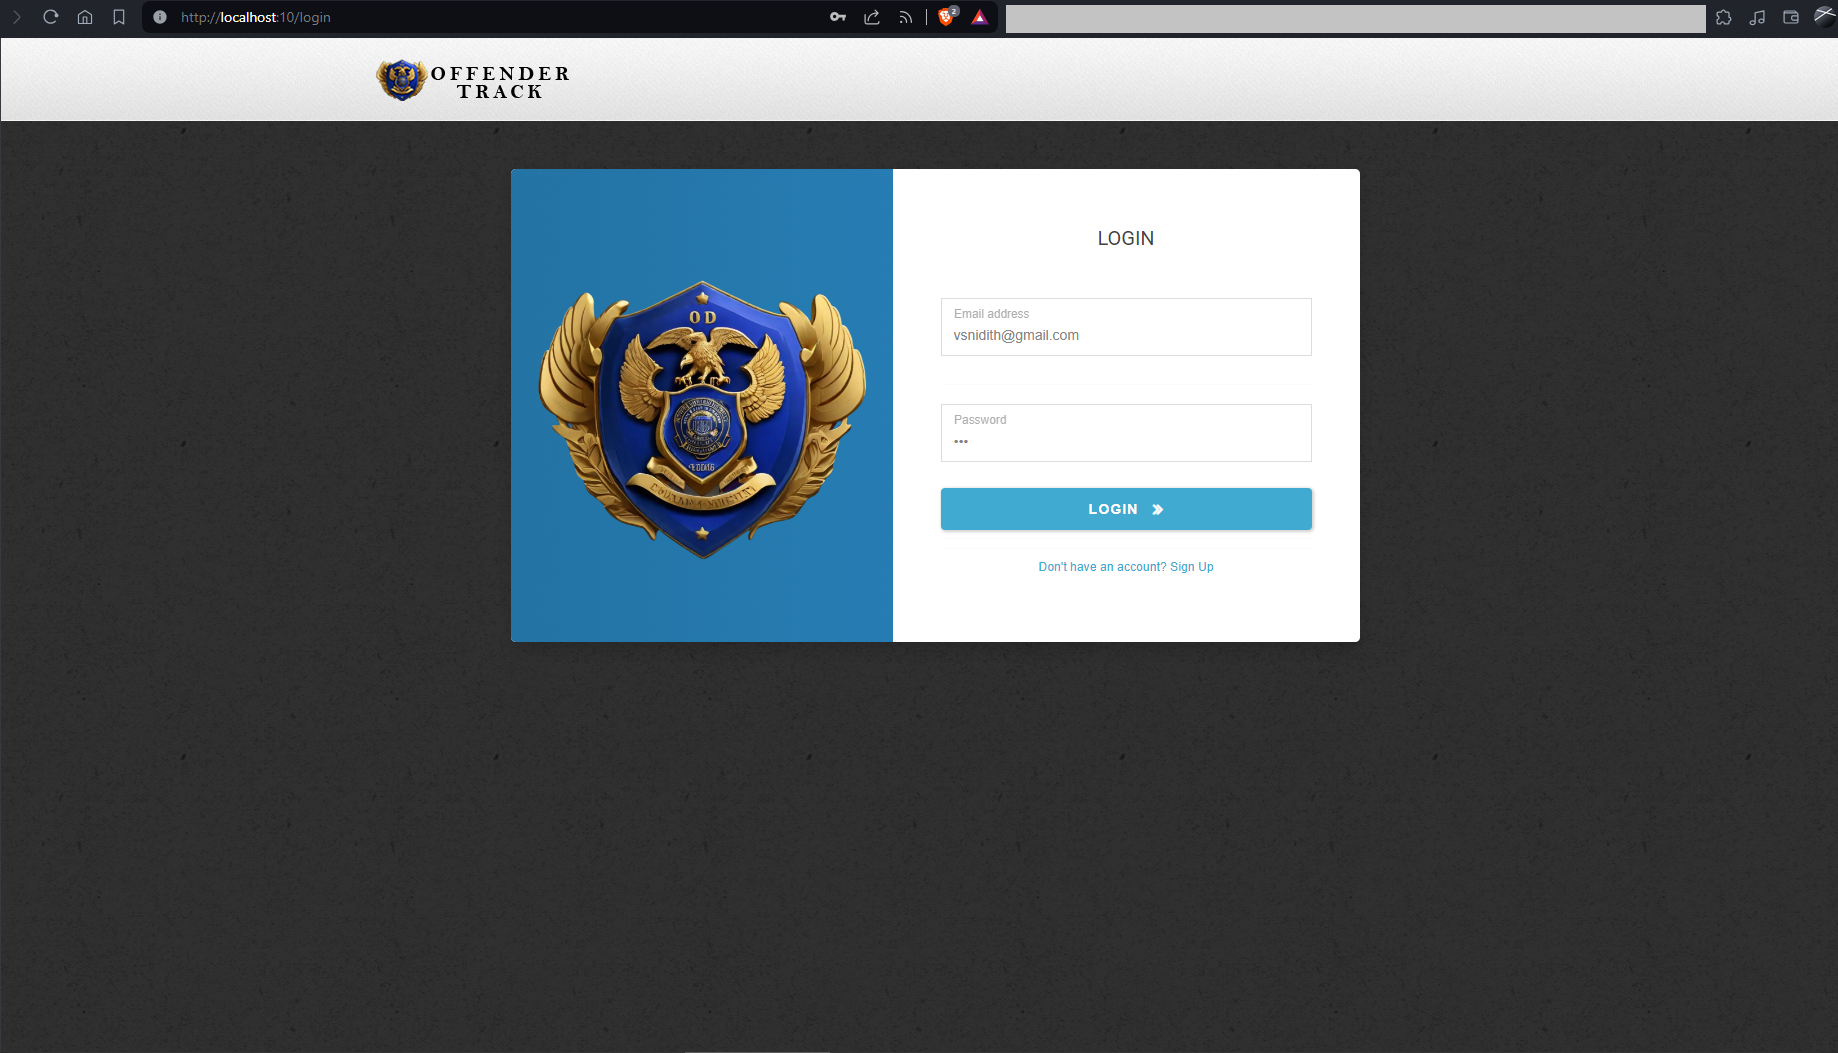 http://localhost:10/login
2
OFFENDER
TRACK
OD
LOGIN
Email address
vsnidith@gmail.com
Password
•••
LOGIN
Don't have an account? Sign Up